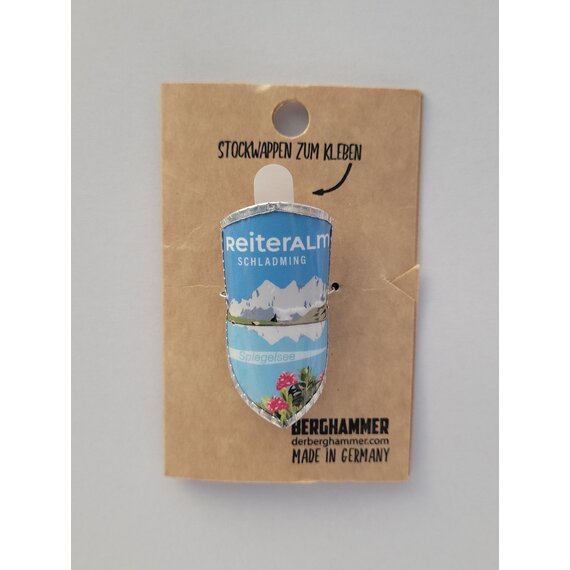 STOCKWAPPEN ZUM KLEBEN
ReiterALm
SCHLADMING
Spiegelsee
BERGHAMMER
derberghammer.com
MADE IN GERMANY